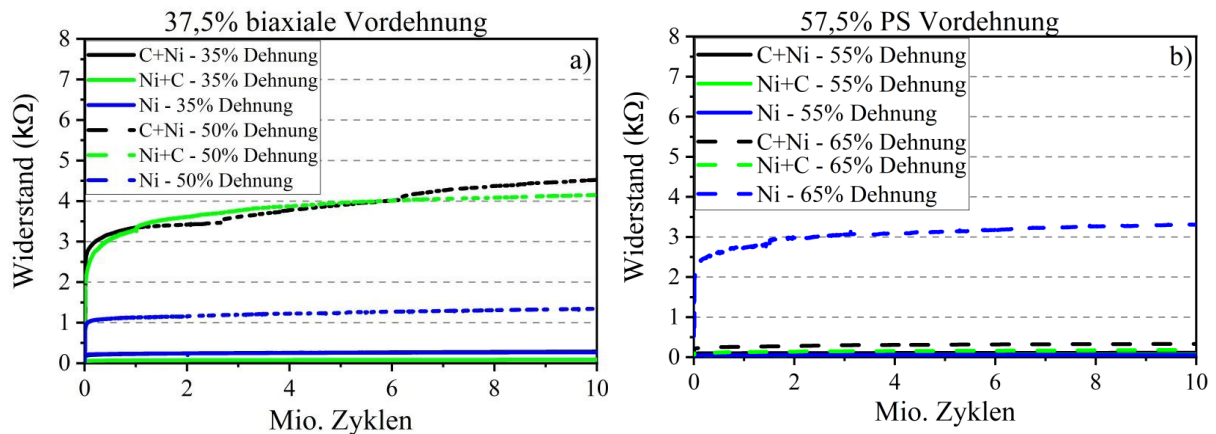 37,5% biaxiale Vordehnung
8
7
6
5
4
3
2
1
0
Widerstand (kΩ)
C+Ni - 35% Dehnung
Ni+C - 35% Dehnung
Ni - 35% Dehnung
C+Ni - 50% Dehnung
Ni+C - 50% Dehnung
Ni - 50% Dehnung
a)
0 2 4 6 8 10
Mio. Zyklen
57,5% PS Vordehnung
8
7
6
5
4
3
2
1
0
Widerstand (kΩ)
C+Ni - 55% Dehnung
Ni+C - 55% Dehnung
Ni - 55% Dehnung
C+Ni - 65% Dehnung
Ni+C - 65% Dehnung
Ni - 65% Dehnung
b)
0 2 4 6 8 10
Mio. Zyklen